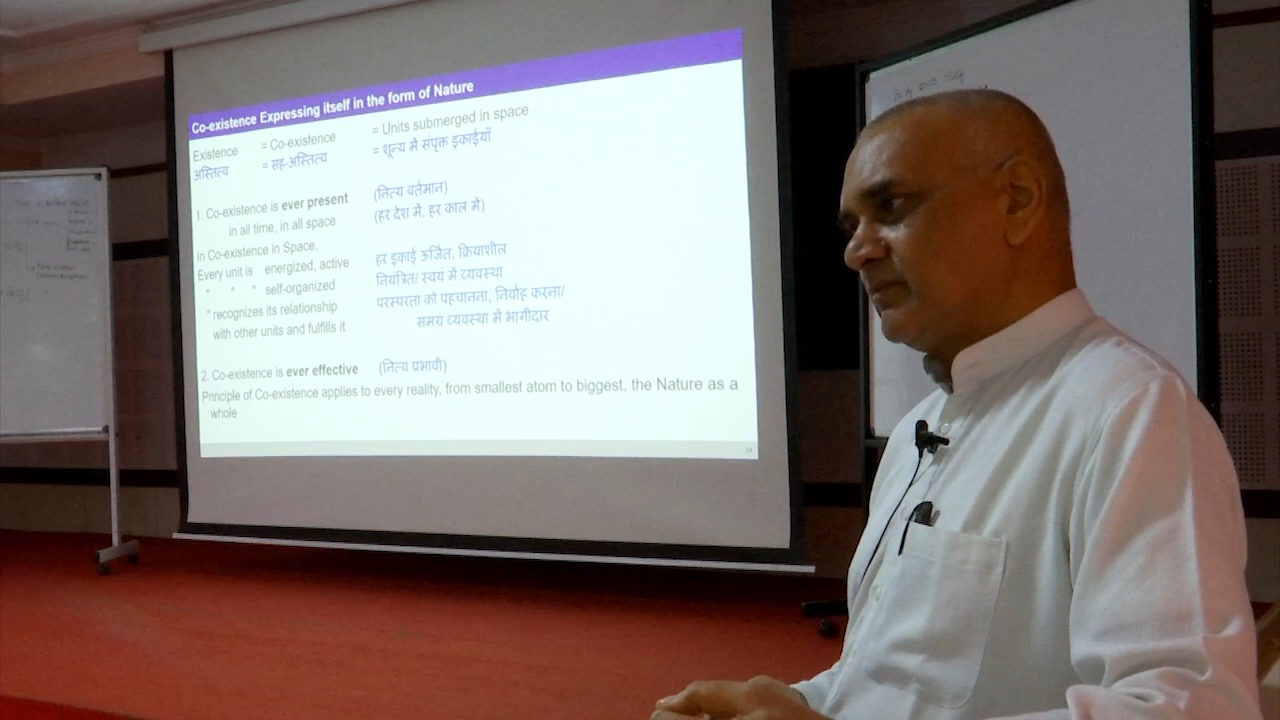 Co-existence Expressing itself in the form of Nature
Existence = Co-existence = Units submerged in space
अस्तित्व = सह-अस्तित्व = शून्य में संपृक्त इकाईयाँ
1. Co-existence is ever present (नित्य वर्तमान)
in all time, in all space (हर देश में, हर काल में)
In Co-existence in Space,
Every unit is energized, active हर इकाई ऊर्जित, क्रियाशील
" " " self-organized नियंत्रित/ स्वयं में व्यवस्था
" recognizes its relationship परस्परता को पहचानना, निर्वाह करना/
with other units and fulfills it समग्र व्यवस्था में भागीदार
2. Co-existence is ever effective (नित्य प्रभावी)
Principle of Co-existence applies to every reality, from smallest atom to biggest, the Nature as a
whole